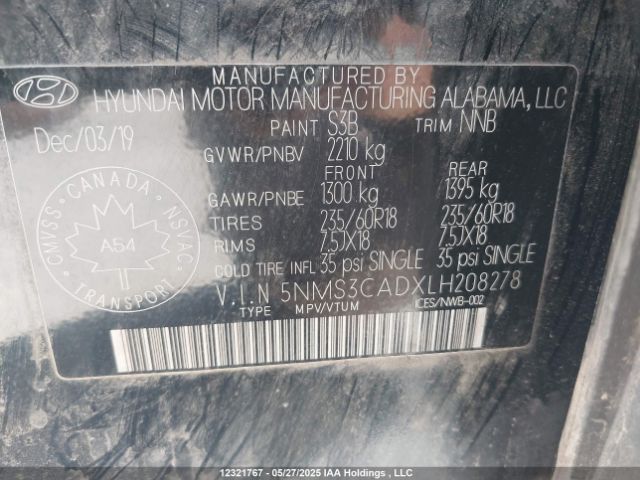 MANUFACTURED BY
HYUNDAI MOTOR MANUFACTURING ALABAMA, LLC
Dec/03/19 PAINT S3B TRIM NNB
GVWR/PNBV 2210 kg
FRONT REAR
GAWR/PNBE 1300 kg 1395 kg
TIRES 235/60R18 235/60R18
RIMS 7.5JX18 7.5JX18
COLD TIRE INFL 35 psi SINGLE 35 psi SINGLE
V.I.N 5NMS3CADXLH208278
TYPE MPV/VTUM ICES/NWB-002
CANADA
CMVSS NSVAC
A54
TRANSPORT
12321767 05/27/2025 IAA Holdings , LLC